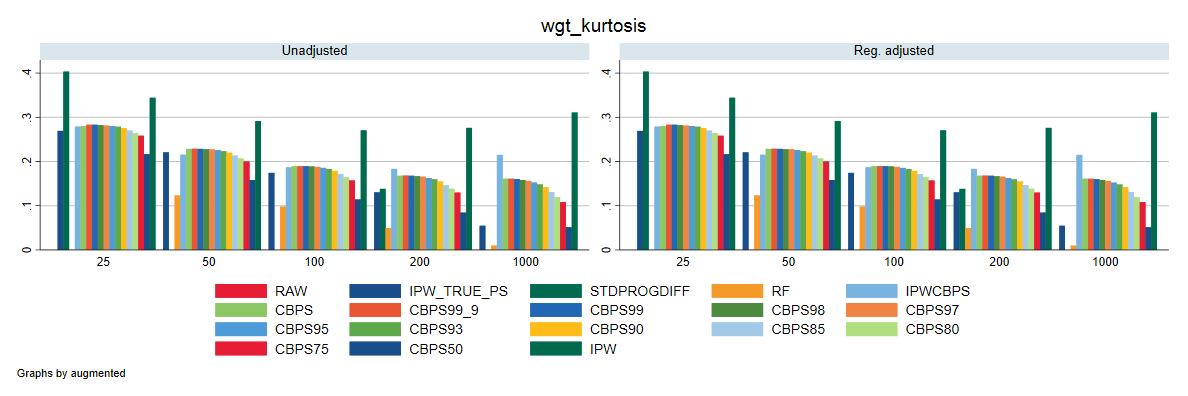 wgt_kurtosis
Unadjusted Reg. adjusted
.4 .4
.3 .3
.2 .2
.1 .1
0 0
25 50 100 200 1000 25 50 100 200 1000
RAW IPW_TRUE_PS STDPROGDIFF RF IPWCBPS
CBPS CBPS99_9 CBPS99 CBPS98 CBPS97
CBPS95 CBPS93 CBPS90 CBPS85 CBPS80
CBPS75 CBPS50 IPW
Graphs by augmented